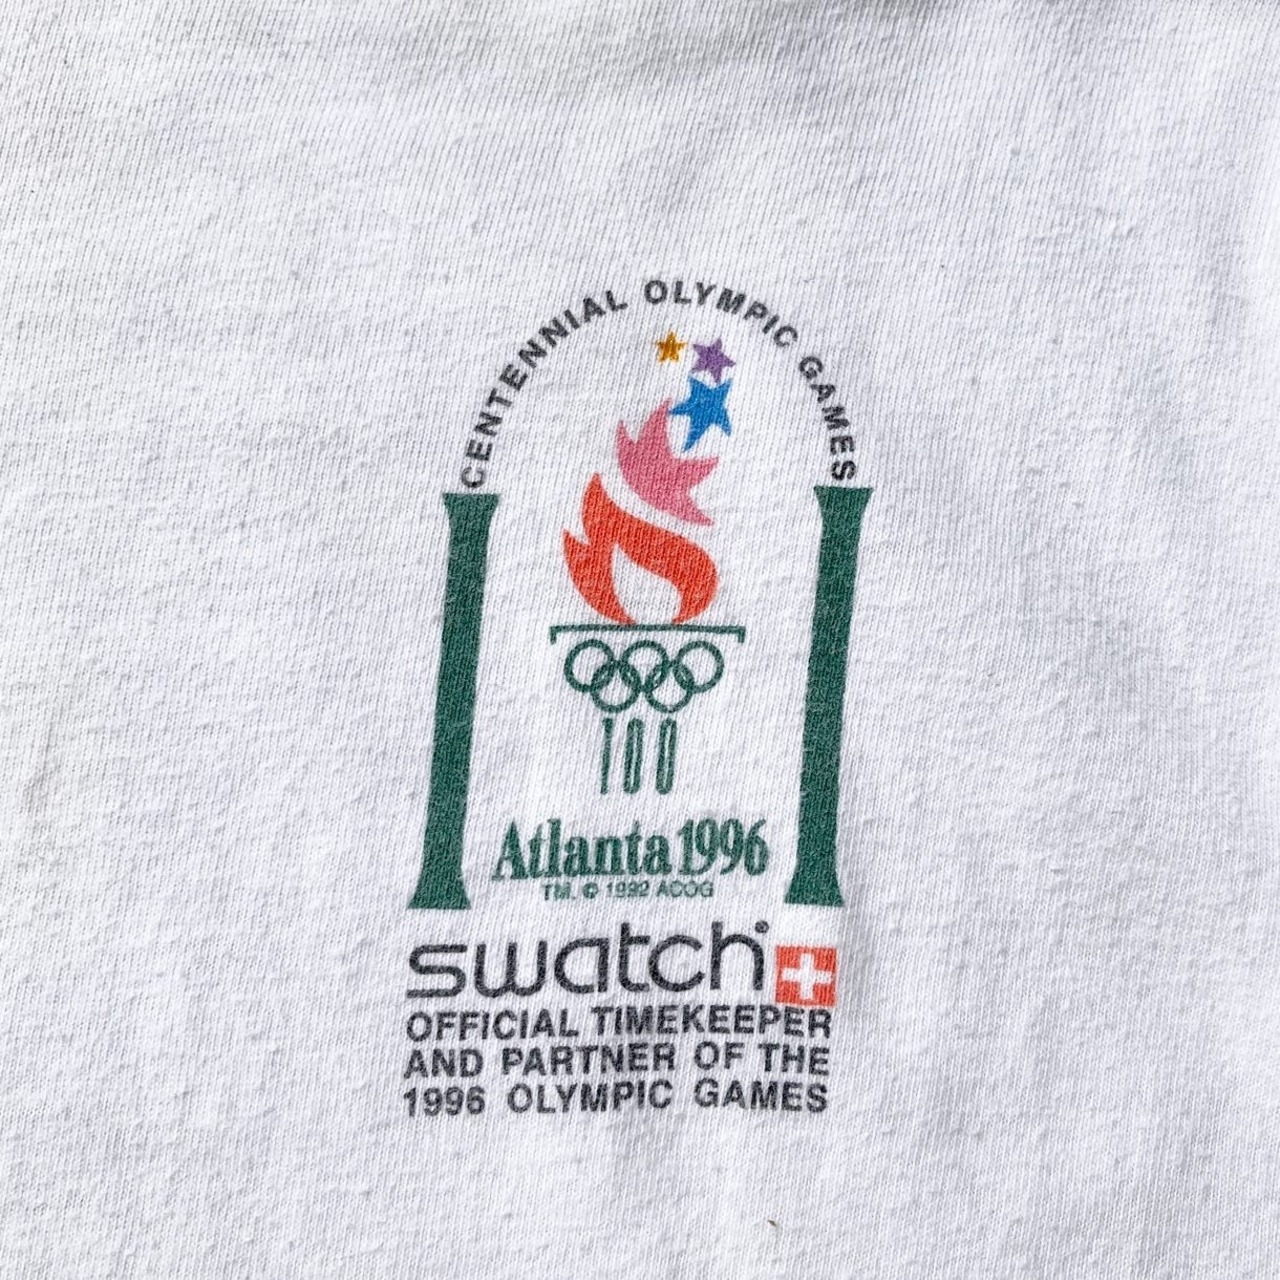 CENTENNIAL OLYMPIC GAMES
100
Atlanta 1996
TM. © 1992 ACOG
swatch
OFFICIAL TIMEKEEPER
AND PARTNER OF THE
1996 OLYMPIC GAMES